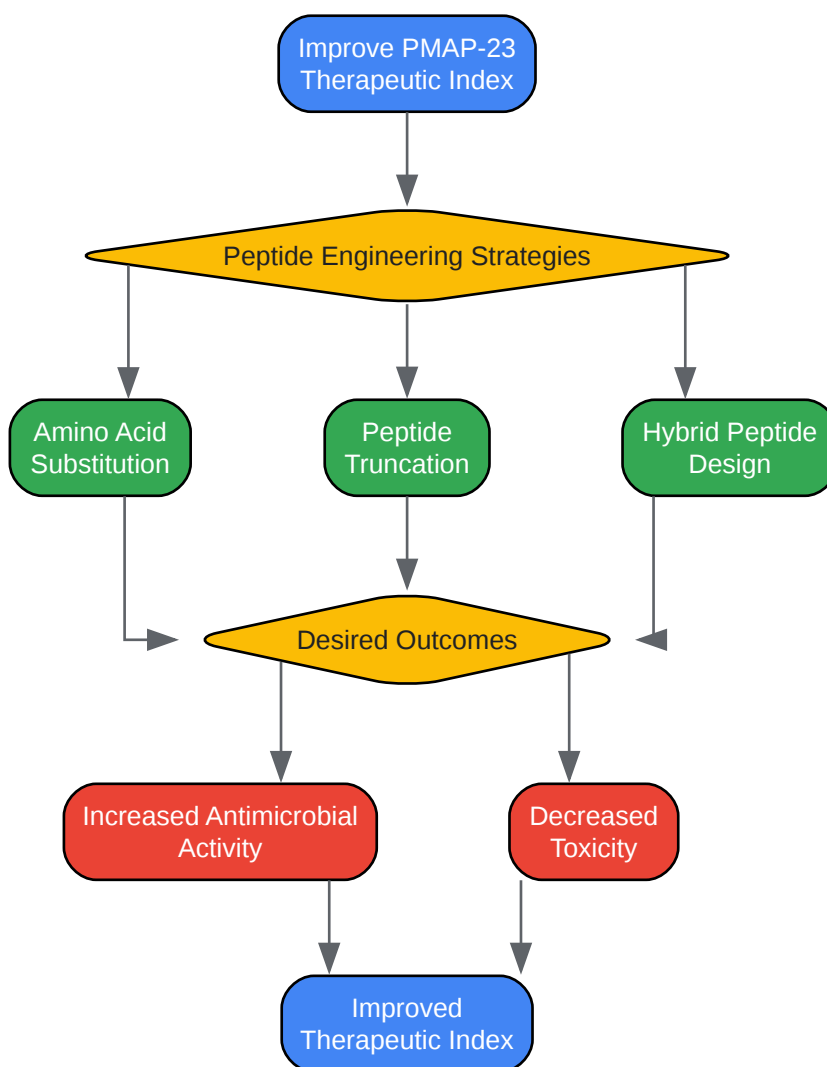 Improve PMAP-23
Therapeutic Index
Peptide Engineering Strategies
Amino Acid
Substitution
Peptide
Truncation
Hybrid Peptide
Design
Desired Outcomes
Increased Antimicrobial
Activity
Decreased
Toxicity
Improved
Therapeutic Index